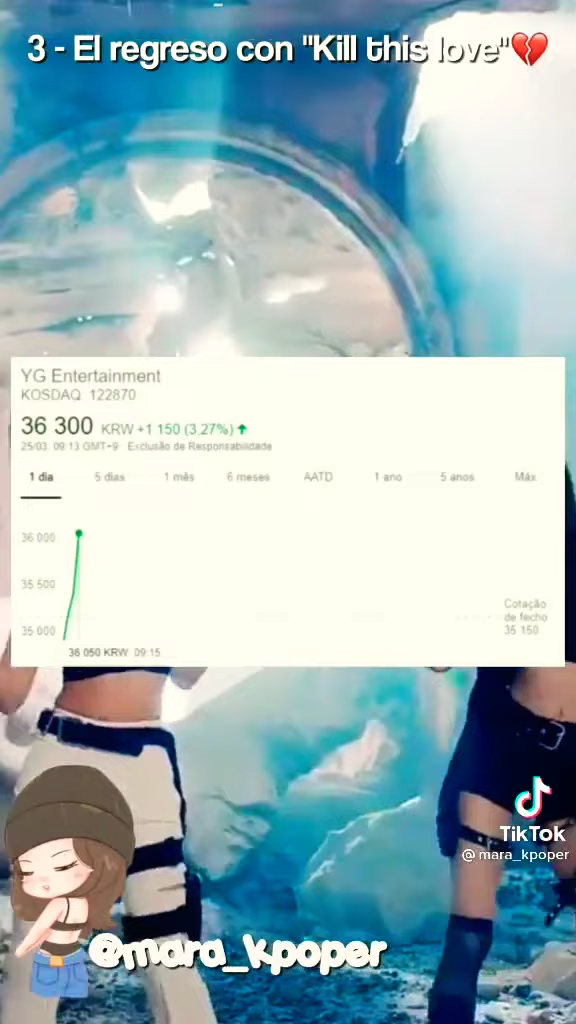 3 - El regreso con "Kill this love"💔
YG Entertainment
KOSDAQ 122870
36 300 KRW +1 150 (3,27%) ↑
25/03, 09:13 GMT+9 Exclusão de Responsabilidade
1 dia 5 dias 1 mês 6 meses AATD 1 ano 5 anos Máx
36 000
35 500
35 000
Cotação
de fecho
35 150
36 050 KRW 09:15
TikTok
@mara_kpoper
@mara_kpoper